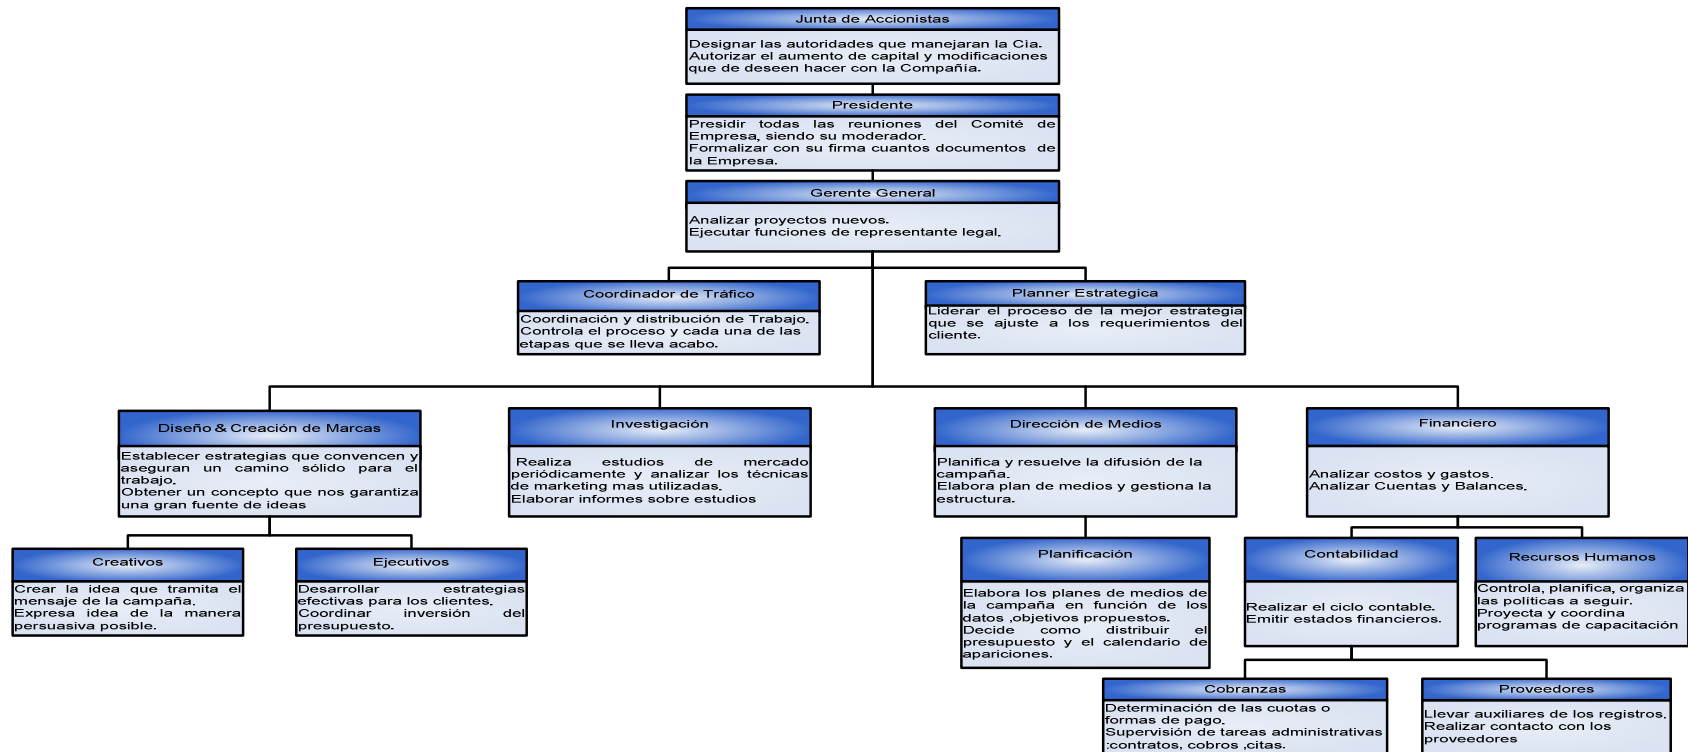 Junta de Accionistas
Designar las autoridades que manejaran la Cia.
Autorizar el aumento de capital y modificaciones
que de deseen hacer con la Compañia.
Presidente
Presidir todas las reuniones del Comité de
Empresa, siendo su moderador.
Formalizar con su firma cuantos documentos de
la Empresa.
Gerente General
Analizar proyectos nuevos.
Ejecutar funciones de representante legal.
Coordinador de Tráfico
Coordinación y distribución de Trabajo.
Controla el proceso y cada una de las
etapas que se lleva acabo.
Planner Estrategica
Liderar el proceso de la mejor estrategia
que se ajuste a los requerimientos del
cliente.
Diseño & Creación de Marcas
Establecer estrategias que convencen y
aseguran un camino sólido para el
trabajo.
Obtener un concepto que nos garantiza
una gran fuente de ideas
Investigación
Realiza estudios de mercado
periódicamente y analizar los técnicas
de marketing mas utilizadas.
Elaborar informes sobre estudios
Dirección de Medios
Planifica y resuelve la difusión de la
campaña.
Elabora plan de medios y gestiona la
estructura.
Financiero
Analizar costos y gastos.
Analizar Cuentas y Balances.
Creativos
Crear la idea que tramita el
mensaje de la campaña.
Expresa idea de la manera
persuasiva posible.
Ejecutivos
Desarrollar estrategias
efectivas para los clientes.
Coordinar inversión del
presupuesto.
Planificación
Elabora los planes de medios de
la campaña en función de los
datos ,objetivos propuestos.
Decide como distribuir el
presupuesto y el calendario de
apariciones.
Contabilidad
Realizar el ciclo contable.
Emitir estados financieros.
Recursos Humanos
Controla, planifica, organiza
las políticas a seguir.
Proyecta y coordina
programas de capacitación
Cobranzas
Determinación de las cuotas o
formas de pago.
Supervisión de tareas administrativas
:contratos, cobros ,citas.
Proveedores
Llevar auxiliares de los registros.
Realizar contacto con los
proveedores